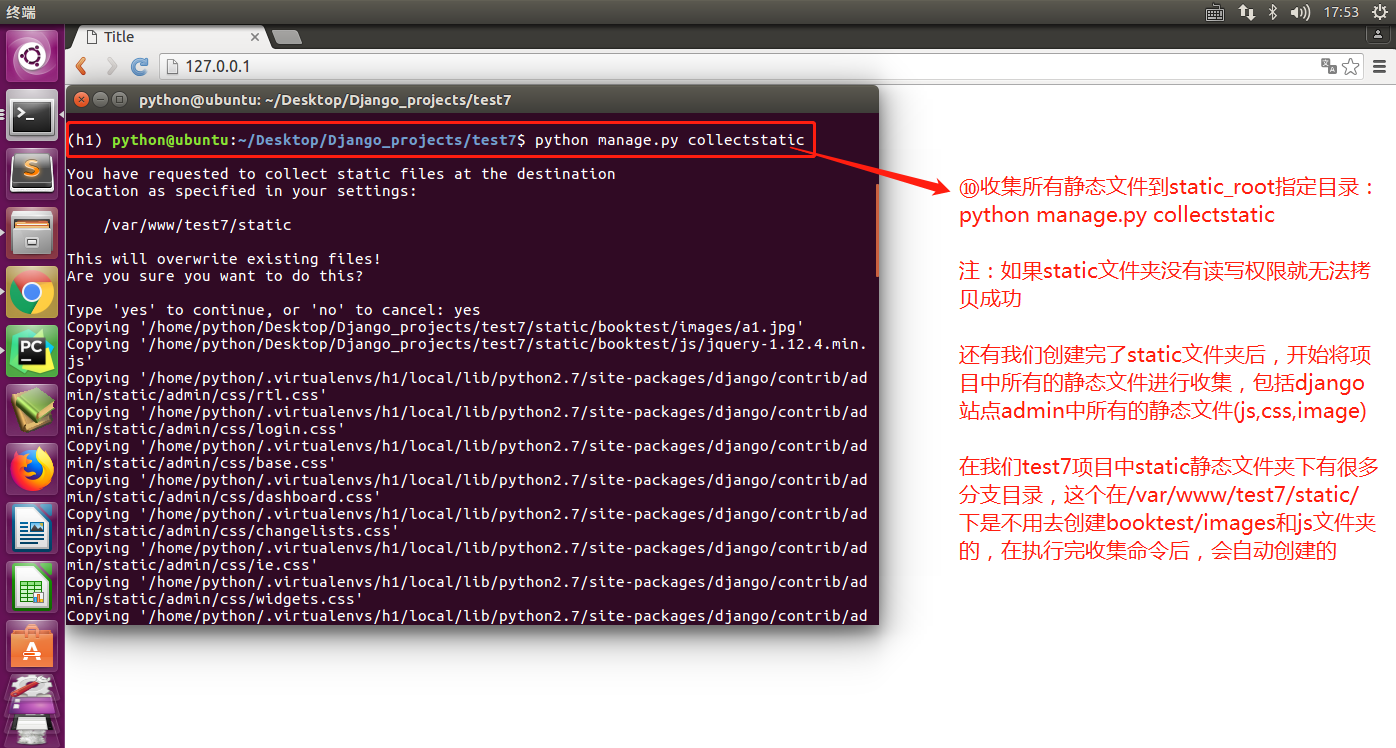 终端
17:53
Title
127.0.0.1
python@ubuntu: ~/Desktop/Django_projects/test7
(h1) python@ubuntu:~/Desktop/Django_projects/test7$ python manage.py collectstatic
You have requested to collect static files at the destination
location as specified in your settings:
/var/www/test7/static
This will overwrite existing files!
Are you sure you want to do this?
Type 'yes' to continue, or 'no' to cancel: yes
Copying '/home/python/Desktop/Django_projects/test7/static/booktest/images/a1.jpg'
Copying '/home/python/Desktop/Django_projects/test7/static/booktest/js/jquery-1.12.4.min.
js'
Copying '/home/python/.virtualenvs/h1/local/lib/python2.7/site-packages/django/contrib/ad
min/static/admin/css/rtl.css'
Copying '/home/python/.virtualenvs/h1/local/lib/python2.7/site-packages/django/contrib/ad
min/static/admin/css/login.css'
Copying '/home/python/.virtualenvs/h1/local/lib/python2.7/site-packages/django/contrib/ad
min/static/admin/css/base.css'
Copying '/home/python/.virtualenvs/h1/local/lib/python2.7/site-packages/django/contrib/ad
min/static/admin/css/dashboard.css'
Copying '/home/python/.virtualenvs/h1/local/lib/python2.7/site-packages/django/contrib/ad
min/static/admin/css/changelists.css'
Copying '/home/python/.virtualenvs/h1/local/lib/python2.7/site-packages/django/contrib/ad
min/static/admin/css/ie.css'
Copying '/home/python/.virtualenvs/h1/local/lib/python2.7/site-packages/django/contrib/ad
min/static/admin/css/widgets.css'
Copying '/home/python/.virtualenvs/h1/local/lib/python2.7/site-packages/django/contrib/ad
⑩收集所有静态文件到static_root指定目录：
python manage.py collectstatic
注：如果static文件夹没有读写权限就无法拷
贝成功
还有我们创建完了static文件夹后，开始将项
目中所有的静态文件进行收集，包括django
站点admin中所有的静态文件(js,css,image)
在我们test7项目中static静态文件夹下有很多
分支目录，这个在/var/www/test7/static/
下是不用去创建booktest/images和js文件夹
的，在执行完收集命令后，会自动创建的